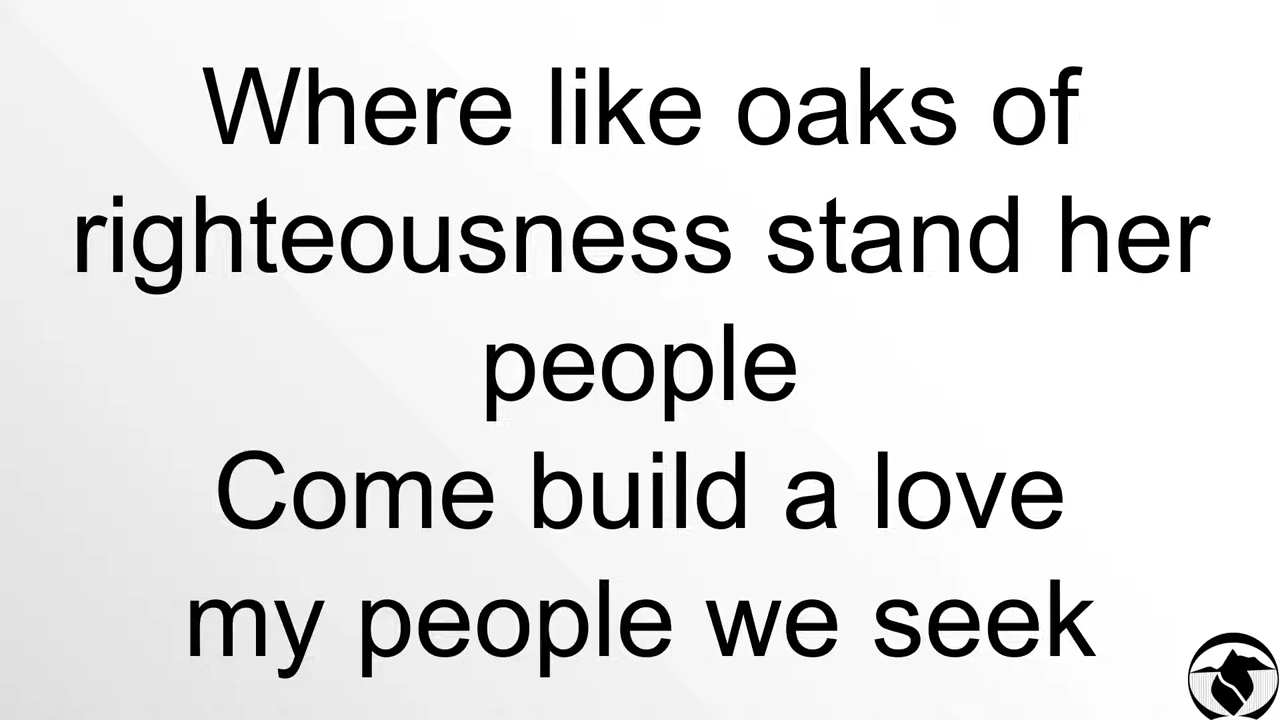 Where like oaks of
righteousness stand her
people
Come build a love
my people we seek